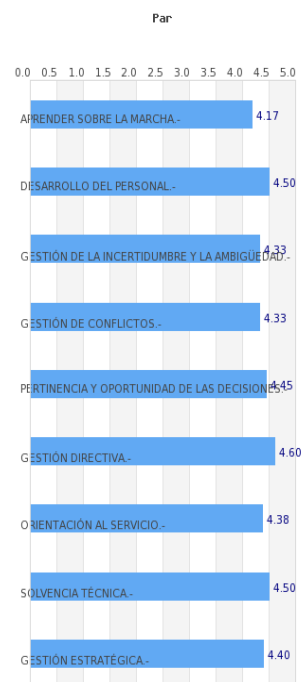 Par
0.0 0.5 1.0 1.5 2.0 2.5 3.0 3.5 4.0 4.5 5.0
APRENDER SOBRE LA MARCHA.- 4.17
DESARROLLO DEL PERSONAL.- 4.50
GESTIÓN DE LA INCERTIDUMBRE Y LA AMBIGÜEDAD.- 4.33
GESTIÓN DE CONFLICTOS.- 4.33
PERTINENCIA Y OPORTUNIDAD DE LAS DECISIONES.- 4.45
GESTIÓN DIRECTIVA.- 4.60
ORIENTACIÓN AL SERVICIO.- 4.38
SOLVENCIA TÉCNICA.- 4.50
GESTIÓN ESTRATÉGICA.- 4.40